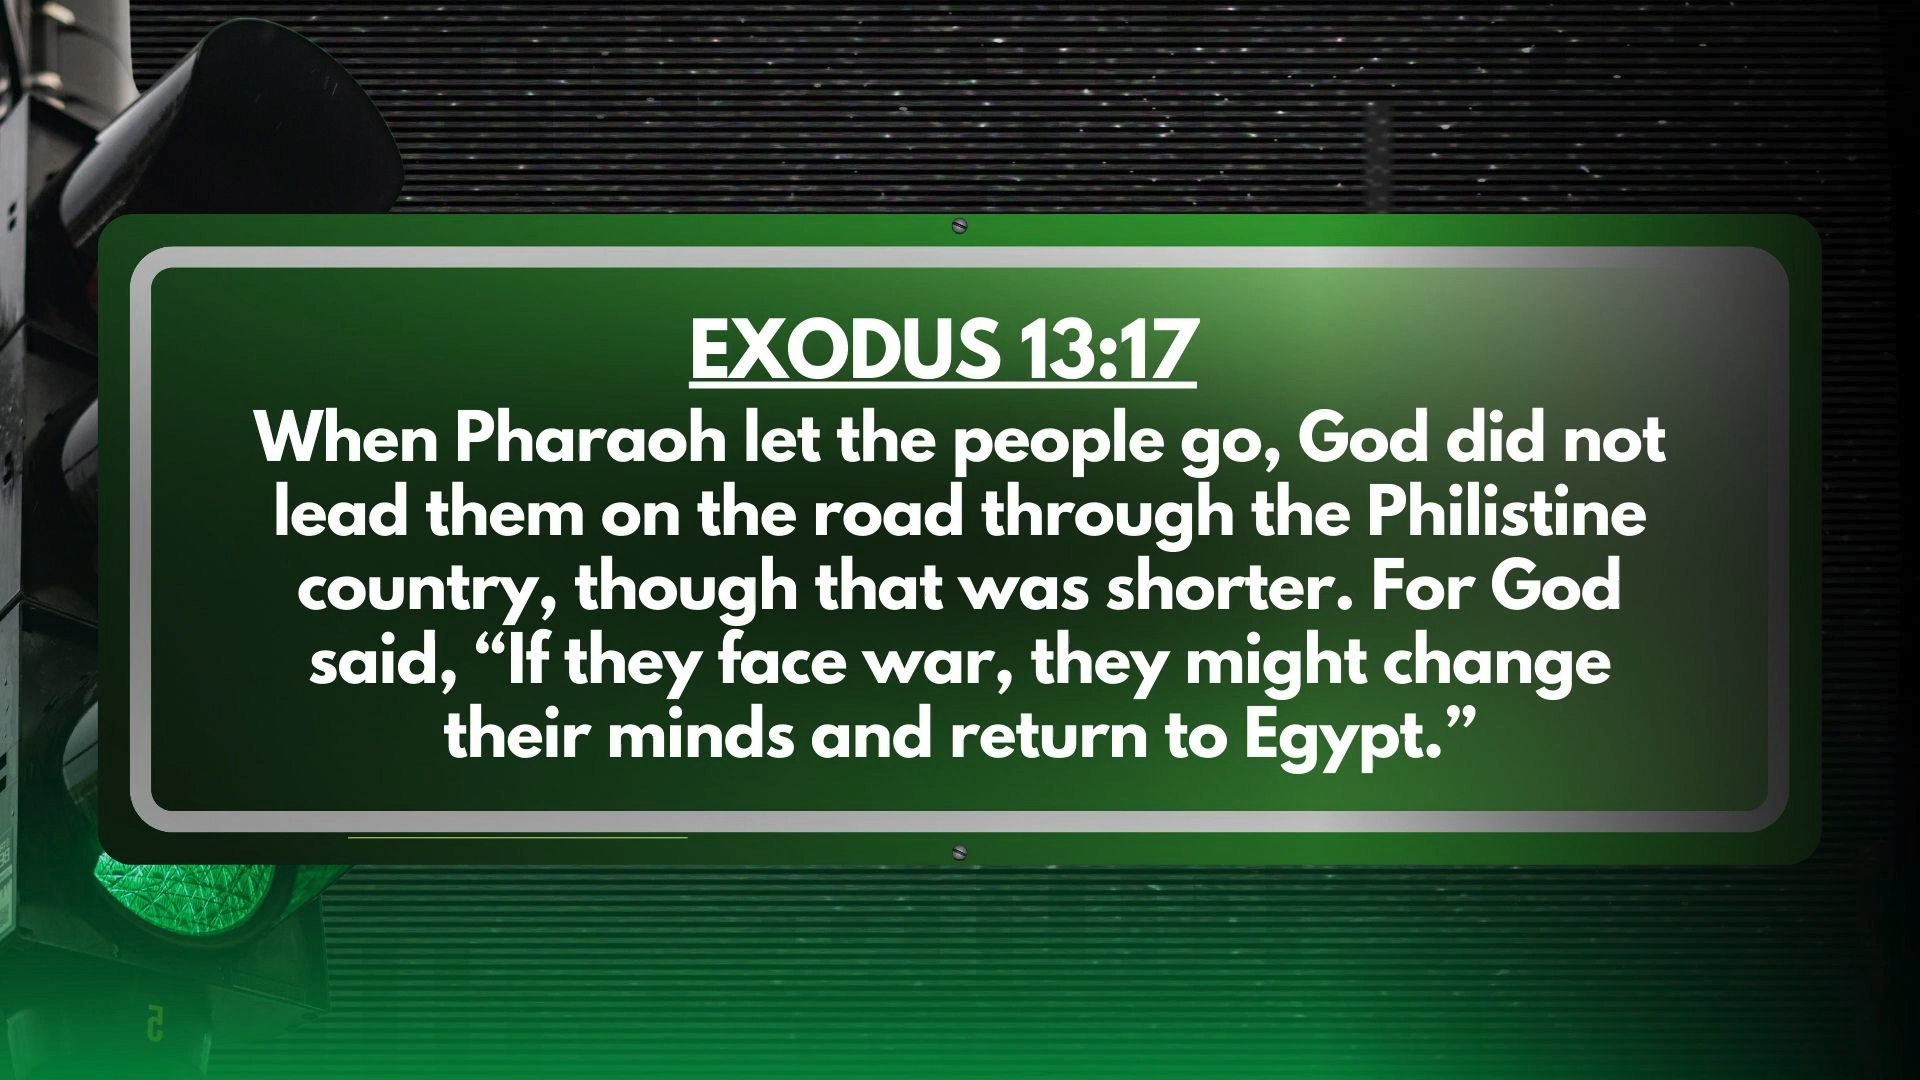 EXODUS 13:17
When Pharaoh let the people go, God did not
lead them on the road through the Philistine
country, though that was shorter. For God
said, “If they face war, they might change
their minds and return to Egypt.”